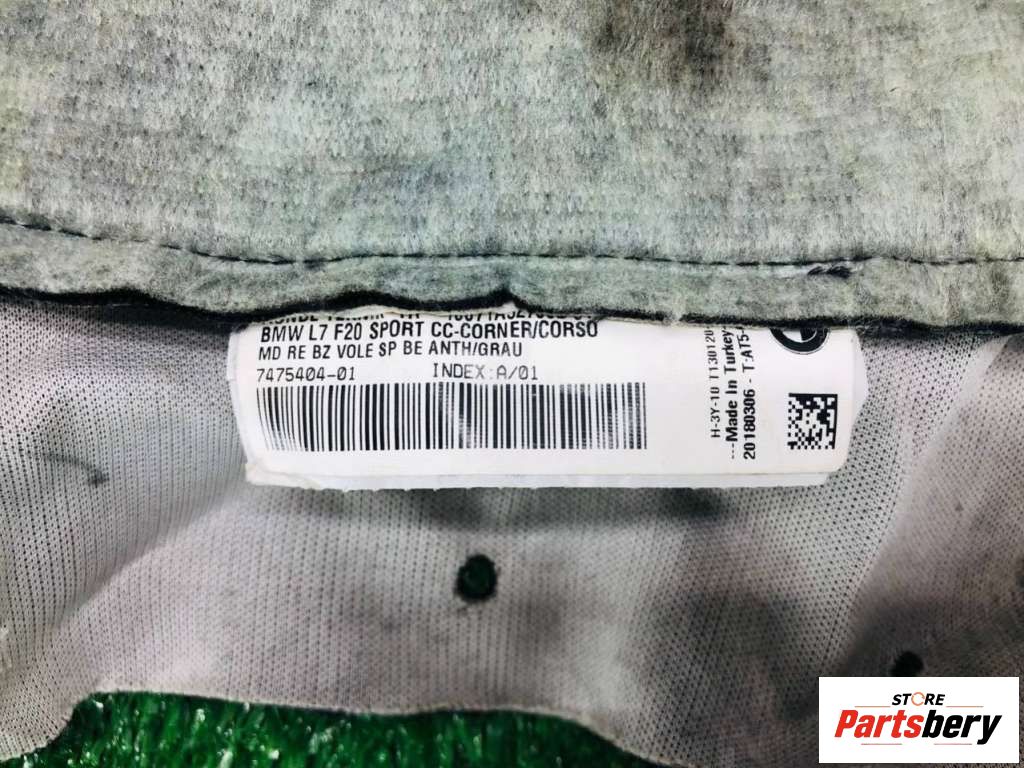 BMW L7 F20 SPORT CC-CORNER/CORSO
MD RE BZ VOLE SP BE ANTH/GRAU
7475404-01 INDEX:A/01
H-3Y-10
---Made In Turkey
20180306 - T:AT5-
STORE
Partsbery